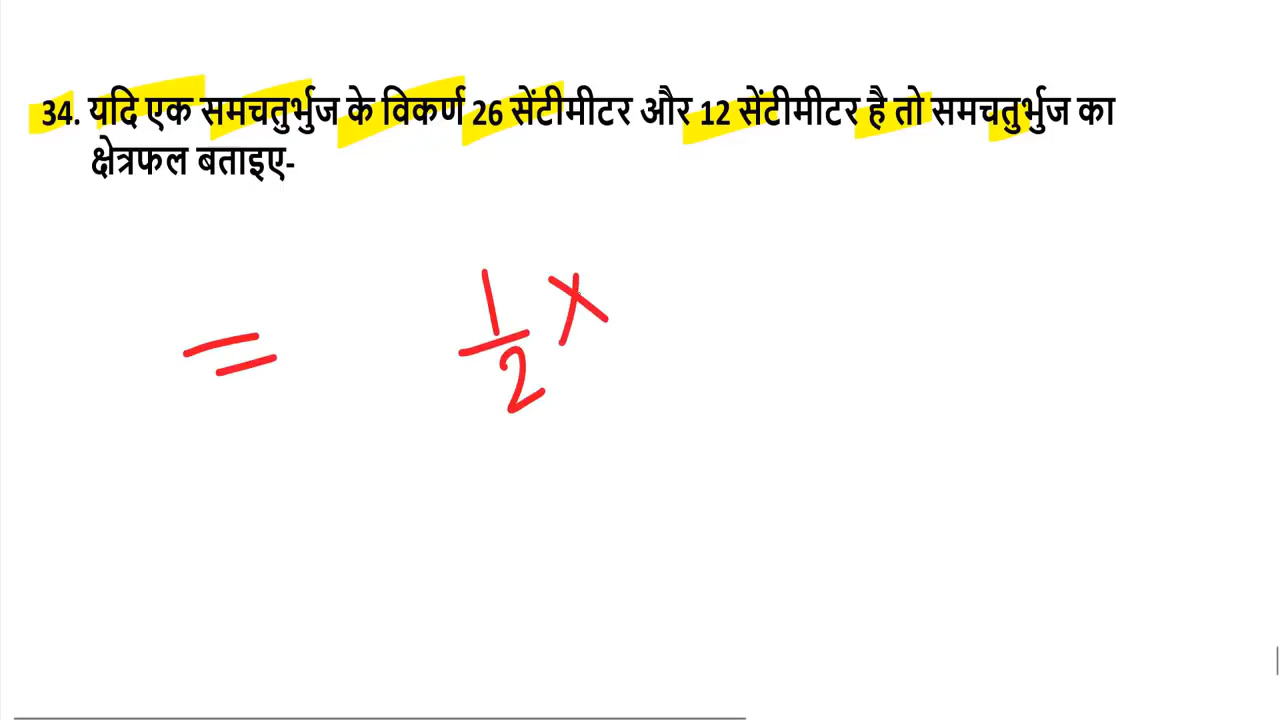 34. यदि एक समचतुर्भुज के विकर्ण 26 सेंटीमीटर और 12 सेंटीमीटर है तो समचतुर्भुज का
क्षेत्रफल बताइए-
= 1/2 x